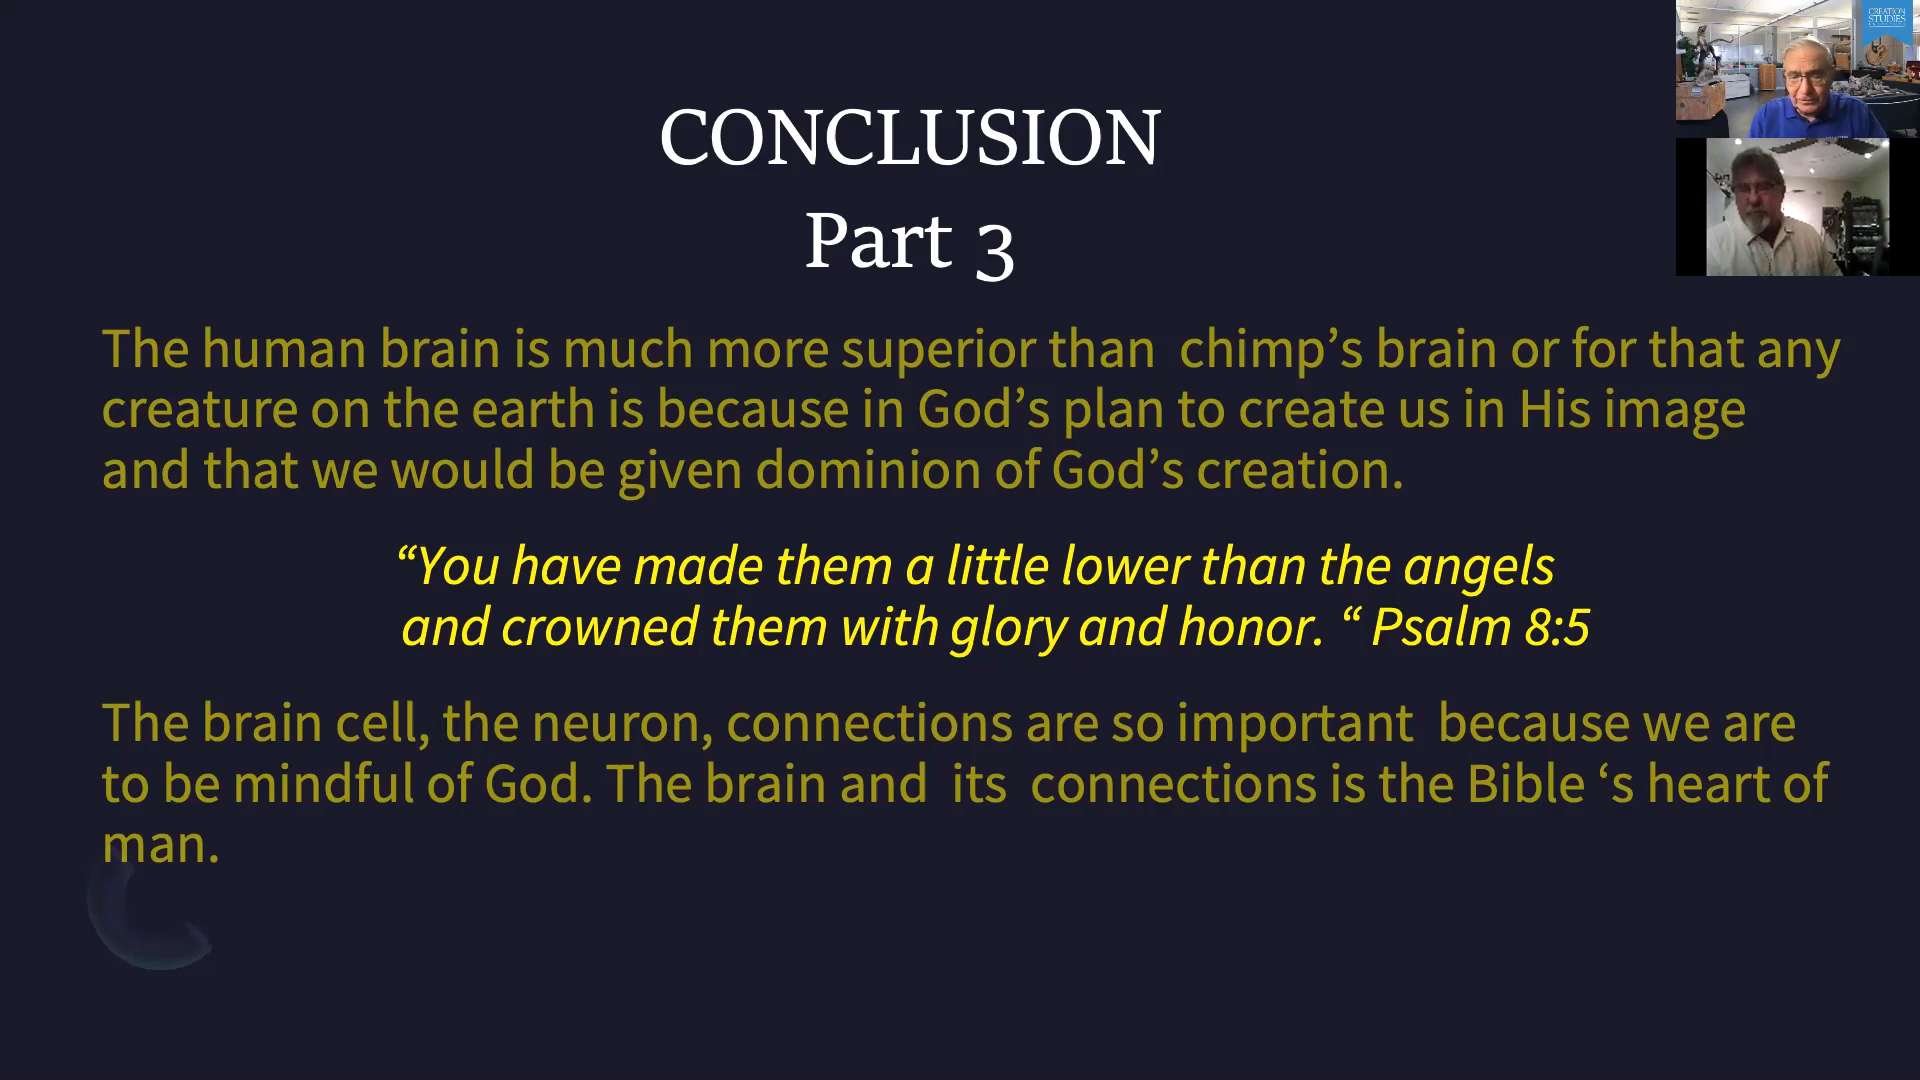 CONCLUSION
Part 3
The human brain is much more superior than chimp’s brain or for that any
creature on the earth is because in God’s plan to create us in His image
and that we would be given dominion of God’s creation.
“You have made them a little lower than the angels
and crowned them with glory and honor. “ Psalm 8:5
The brain cell, the neuron, connections are so important because we are
to be mindful of God. The brain and its connections is the Bible ‘s heart of
man.
CREATION
STUDIES